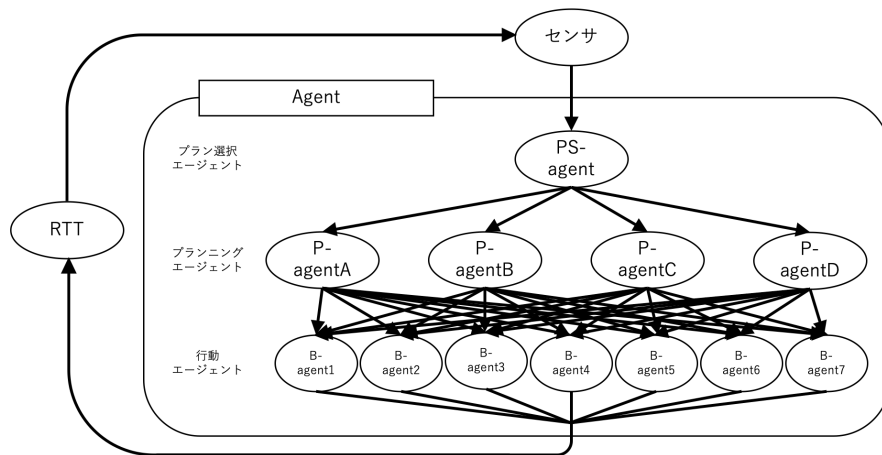 センサ
Agent
プラン選択
エージェント
PS-
agent
RTT
プランニング
エージェント
P-
agentA
P-
agentB
P-
agentC
P-
agentD
行動
エージェント
B-
agent1
B-
agent2
B-
agent3
B-
agent4
B-
agent5
B-
agent6
B-
agent7